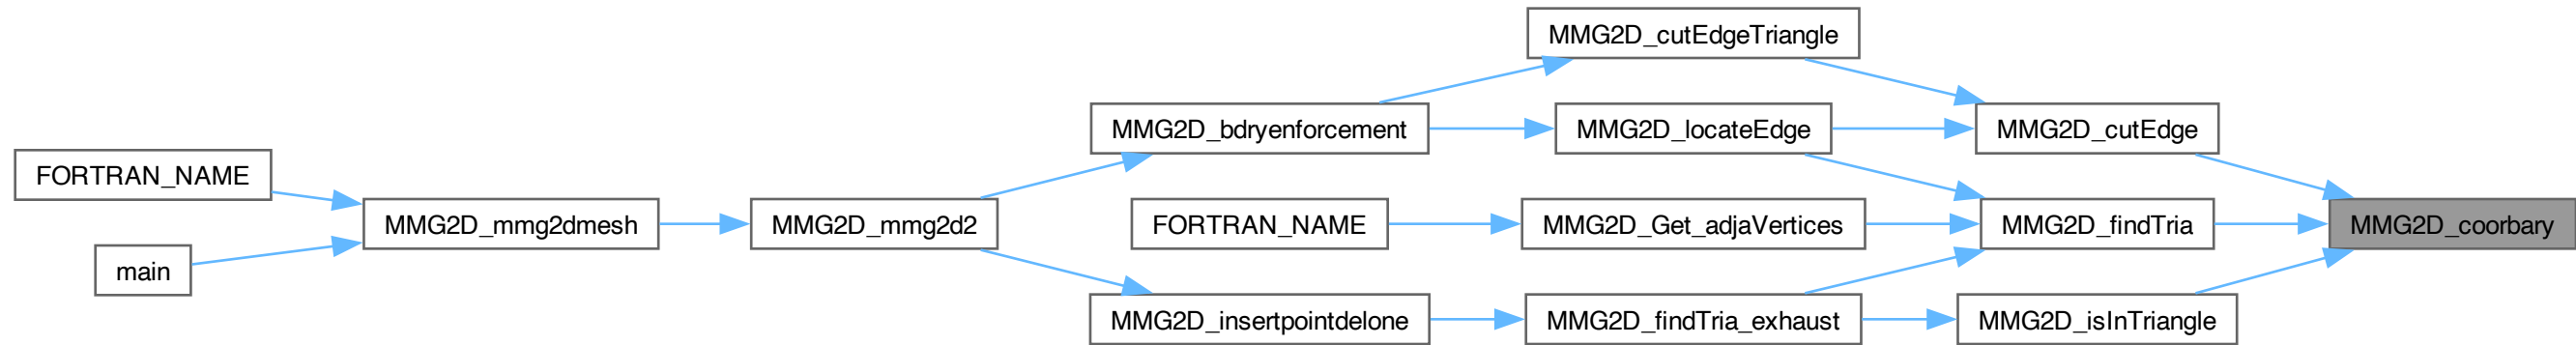 MMG2D_cutEdgeTriangle
MMG2D_bdryenforcement
MMG2D_locateEdge
MMG2D_cutEdge
FORTRAN_NAME
MMG2D_mmg2dmesh
MMG2D_mmg2d2
FORTRAN_NAME
MMG2D_Get_adjaVertices
MMG2D_findTria
MMG2D_coorbary
main
MMG2D_insertpointdelone
MMG2D_findTria_exhaust
MMG2D_isInTriangle